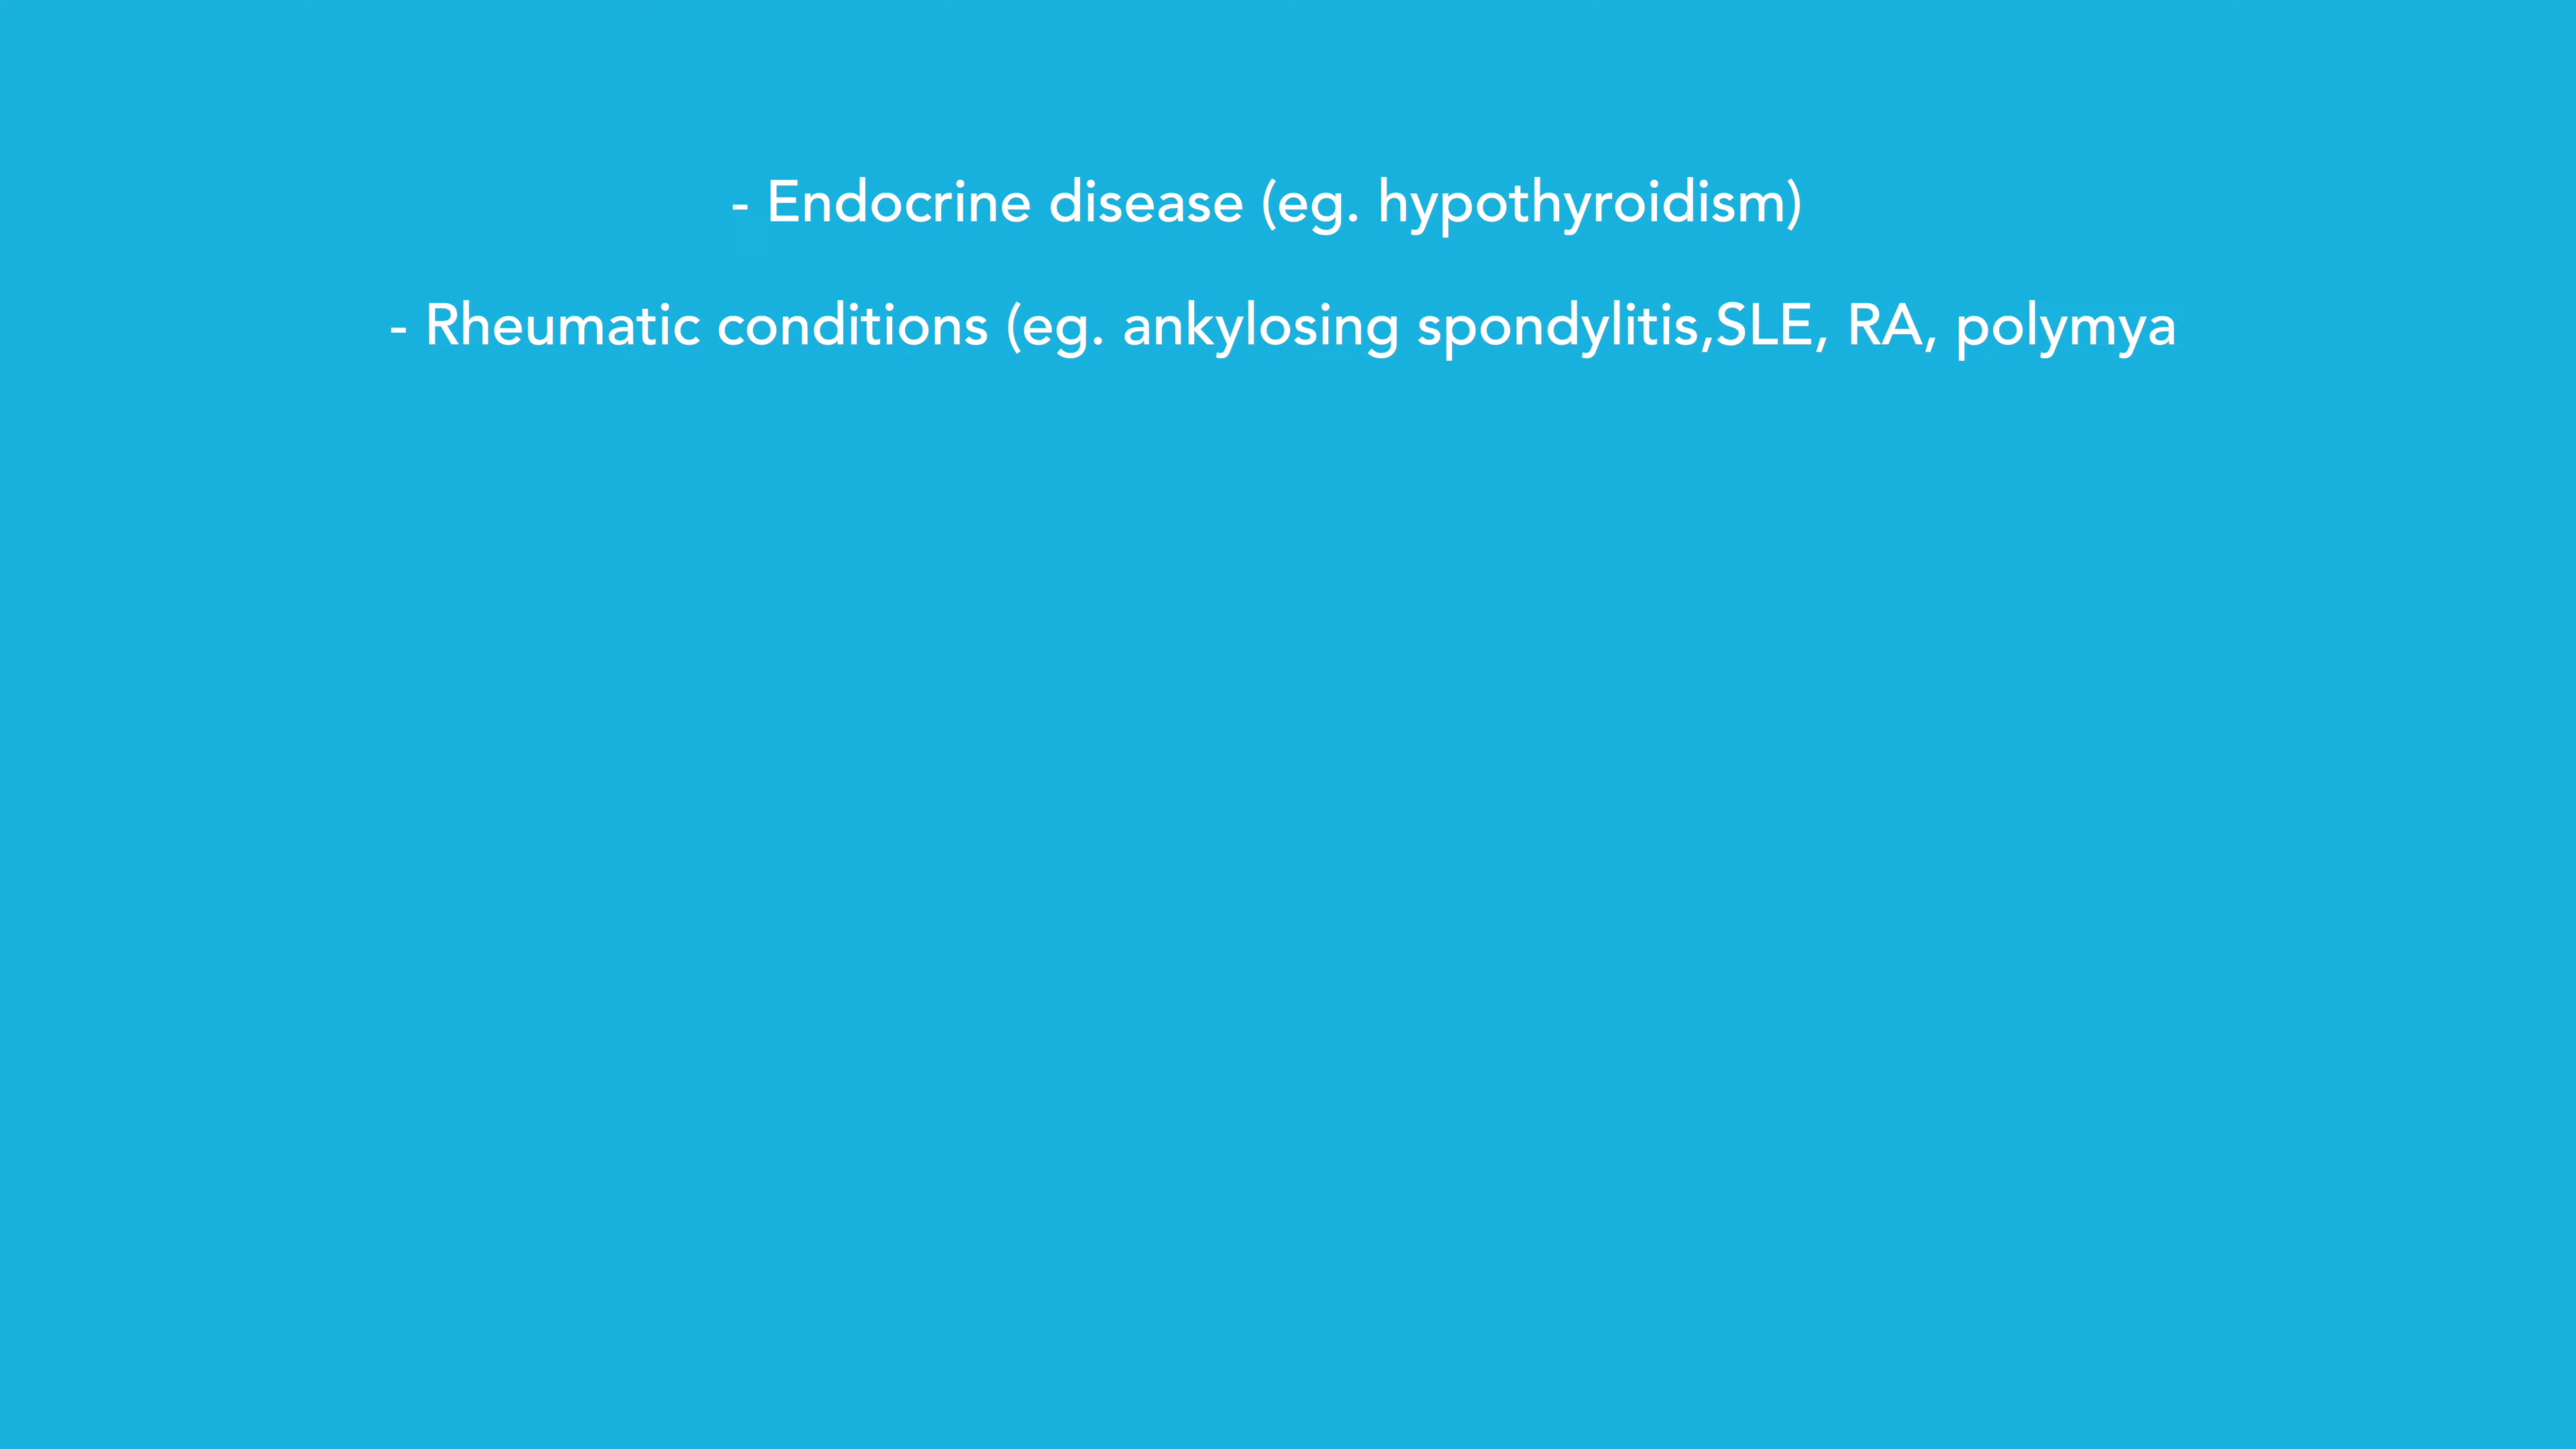 - Endocrine disease (eg. hypothyroidism)
- Rheumatic conditions (eg. ankylosing spondylitis,SLE, RA, polymya